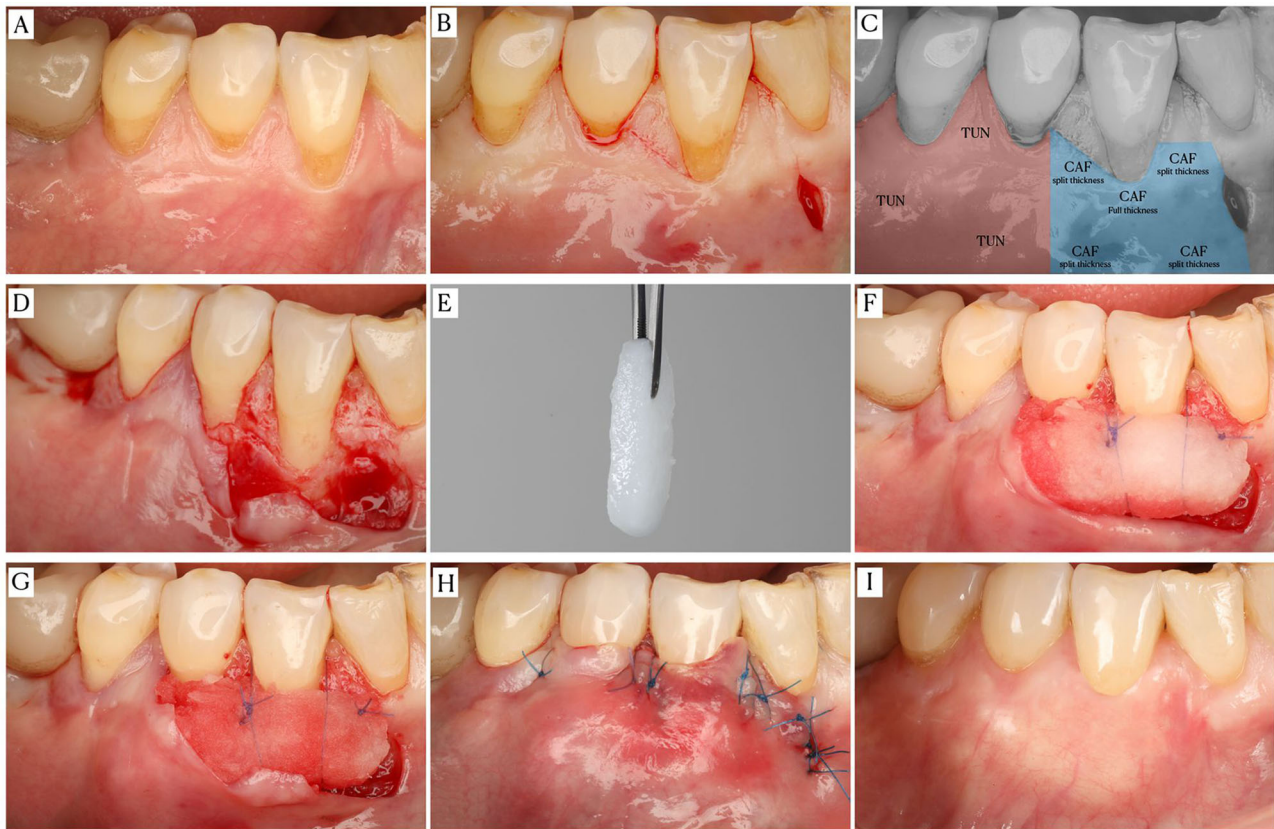 A
B
C
TUN
CAF
split thickness
CAF
split thickness
TUN
CAF
Full thickness
TUN
CAF
split thickness
CAF
split thickness
D
E
F
G
H
I